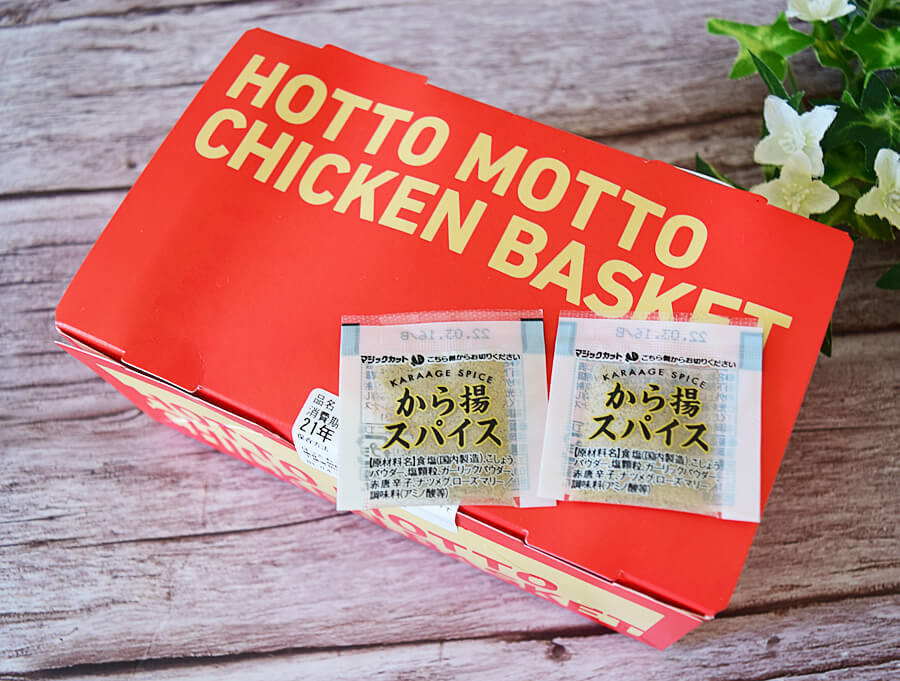 HOTTO MOTTO
CHICKEN BASKET
22.03.16/B
マジックカット こちら側からお切りください
KARAAGE SPICE
から揚
スパイス
【原材料名】食塩(国内製造)、こしょう
パウダー、塩顆粒、ガーリックパウダー、
赤唐辛子、ナツメグ、ローズマリー/
調味料(アミノ酸等)
22.03.16/B
マジックカット こちら側からお切りください
KARAAGE SPICE
から揚
スパイス
【原材料名】食塩(国内製造)、こしょう
パウダー、塩顆粒、ガーリックパウダー、
赤唐辛子、ナツメグ、ローズマリー/
調味料(アミノ酸等)
品名
消費期
21年
保存方法